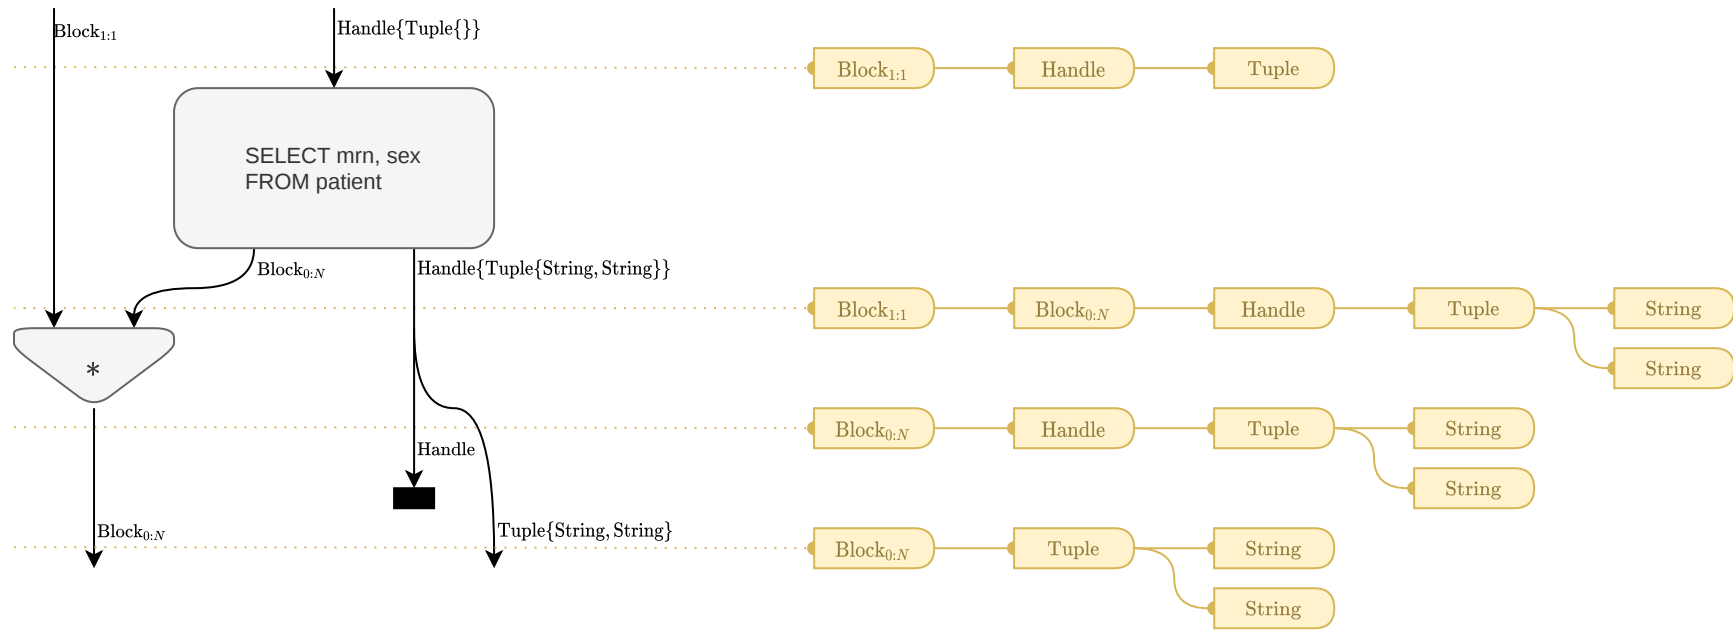 Block₁:₁
Handle{Tuple{}}
Block₁:₁ Handle Tuple
SELECT mrn, sex
FROM patient
Block₀:N
Handle{Tuple{String, String}}
Block₁:₁ Block₀:N Handle Tuple String
String
*
Block₀:N Handle Tuple String
Handle
String
Block₀:N
Tuple{String, String}
Block₀:N Tuple String
String